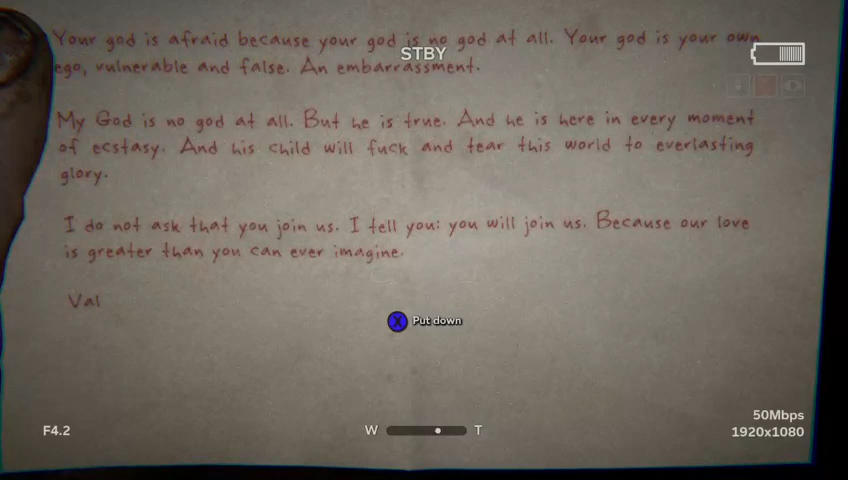 Your god is afraid because your god is no god at all. Your god is your own
STBY
ego, vulnerable and false. An embarrassment.
My God is no god at all. But he is true. And he is here in every moment
of ecstasy. And his child will fuck and tear this world to everlasting
glory.
I do not ask that you join us. I tell you: you will join us. Because our love
is greater than you can ever imagine.
Val
X Put down
50Mbps
F4.2
W T
1920x1080